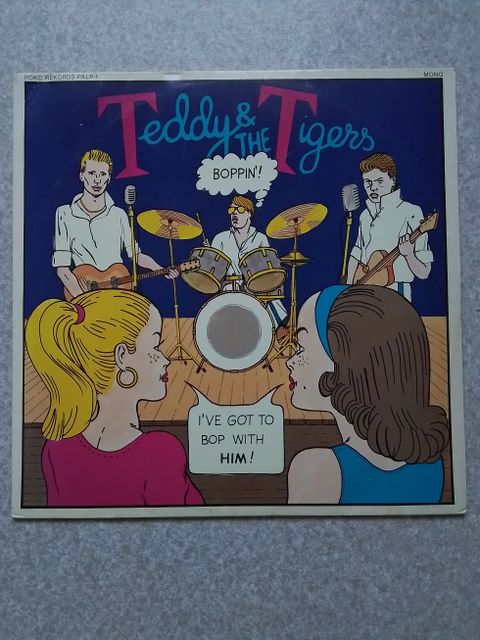 POKO REKORDS PALP-1
MONO
Teddy &
THE Tigers
BOPPIN'!
I'VE GOT TO
BOP WITH
HIM!